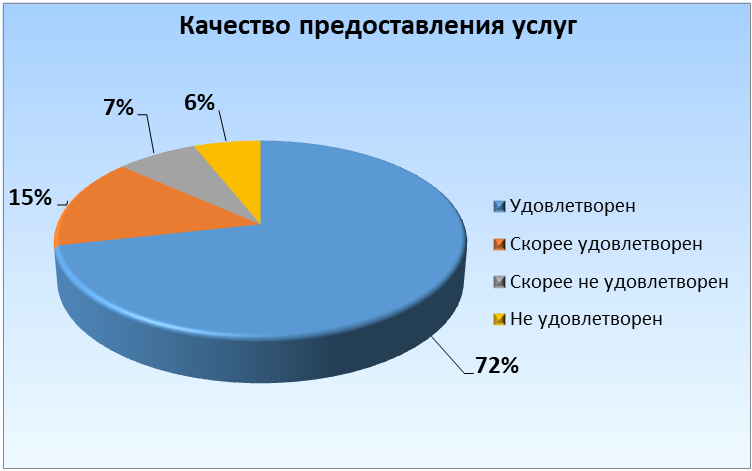 Качество предоставления услуг
6%
7%
15%
72%
Удовлетворен
Скорее удовлетворен
Скорее не удовлетворен
Не удовлетворен